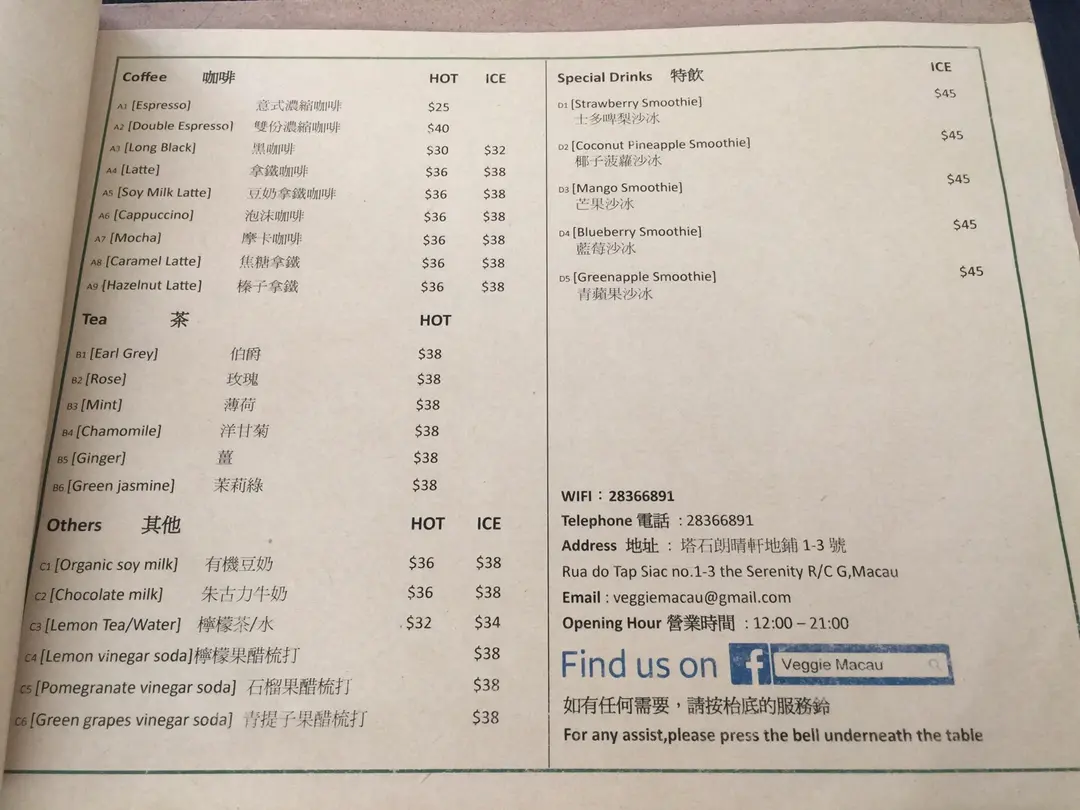 Coffee 咖啡 HOT ICE
A1 [Espresso] 意式濃縮咖啡 $25
A2 [Double Espresso] 雙份濃縮咖啡 $40
A3 [Long Black] 黑咖啡 $30 $32
A4 [Latte] 拿鐵咖啡 $36 $38
A5 [Soy Milk Latte] 豆奶拿鐵咖啡 $36 $38
A6 [Cappuccino] 泡沫咖啡 $36 $38
A7 [Mocha] 摩卡咖啡 $36 $38
A8 [Caramel Latte] 焦糖拿鐵 $36 $38
A9 [Hazelnut Latte] 榛子拿鐵 $36 $38
Tea 茶 HOT
B1 [Earl Grey] 伯爵 $38
B2 [Rose] 玫瑰 $38
B3 [Mint] 薄荷 $38
B4 [Chamomile] 洋甘菊 $38
B5 [Ginger] 薑 $38
B6 [Green jasmine] 茉莉綠 $38
Others 其他 HOT ICE
C1 [Organic soy milk] 有機豆奶 $36 $38
C2 [Chocolate milk] 朱古力牛奶 $36 $38
C3 [Lemon Tea/Water] 檸檬茶/水 $32 $34
C4 [Lemon vinegar soda] 檸檬果醋梳打 $38
C5 [Pomegranate vinegar soda] 石榴果醋梳打 $38
C6 [Green grapes vinegar soda] 青提子果醋梳打 $38
Special Drinks 特飲 ICE
D1 [Strawberry Smoothie] $45
士多啤梨沙冰
D2 [Coconut Pineapple Smoothie] $45
椰子菠蘿沙冰
D3 [Mango Smoothie] $45
芒果沙冰
D4 [Blueberry Smoothie] $45
藍莓沙冰
D5 [Greenapple Smoothie] $45
青蘋果沙冰
WIFI：28366891
Telephone 電話 : 28366891
Address 地址 : 塔石朗晴軒地鋪 1-3 號
Rua do Tap Siac no.1-3 the Serenity R/C G,Macau
Email : veggiemacau@gmail.com
Opening Hour 營業時間 : 12:00 – 21:00
Find us on f Veggie Macau
如有任何需要，請按枱底的服務鈴
For any assist,please press the bell underneath the table